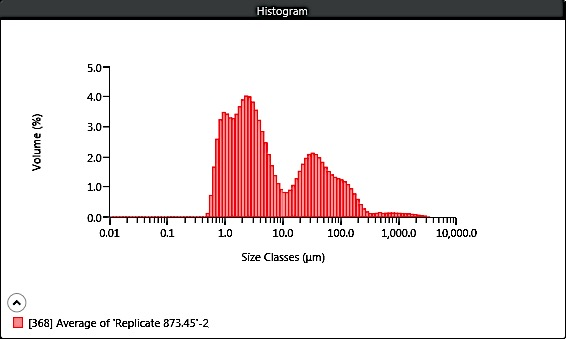 Histogram
5.0
4.0
3.0
2.0
1.0
0.0
Volume (%)
0.01 0.1 1.0 10.0 100.0 1,000.0 10,000.0
Size Classes (μm)
[368] Average of 'Replicate 873.45'-2